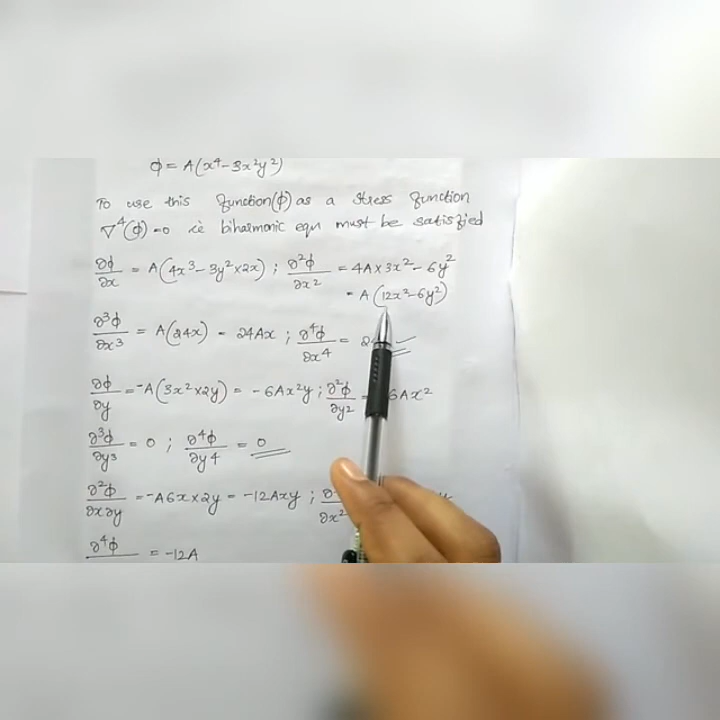 ϕ = A(x⁴ - 3x²y²)
To use this function(ϕ) as a stress function
∇⁴(ϕ) = 0 ie biharmonic eqn must be satisfied
∂ϕ/∂x = A(4x³ - 3y² × 2x) ; ∂²ϕ/∂x² = 4A × 3x² - 6y²
= A(12x² - 6y²)
∂³ϕ/∂x³ = A(24x) = 24Ax ; ∂⁴ϕ/∂x⁴ =
∂ϕ/∂y = -A(3x² × 2y) = -6Ax²y ; ∂²ϕ/∂y² = 6Ax²
∂³ϕ/∂y³ = 0 ; ∂⁴ϕ/∂y⁴ = 0
∂²ϕ/∂x∂y = -A6x × 2y = -12Axy ;
∂⁴ϕ = -12A